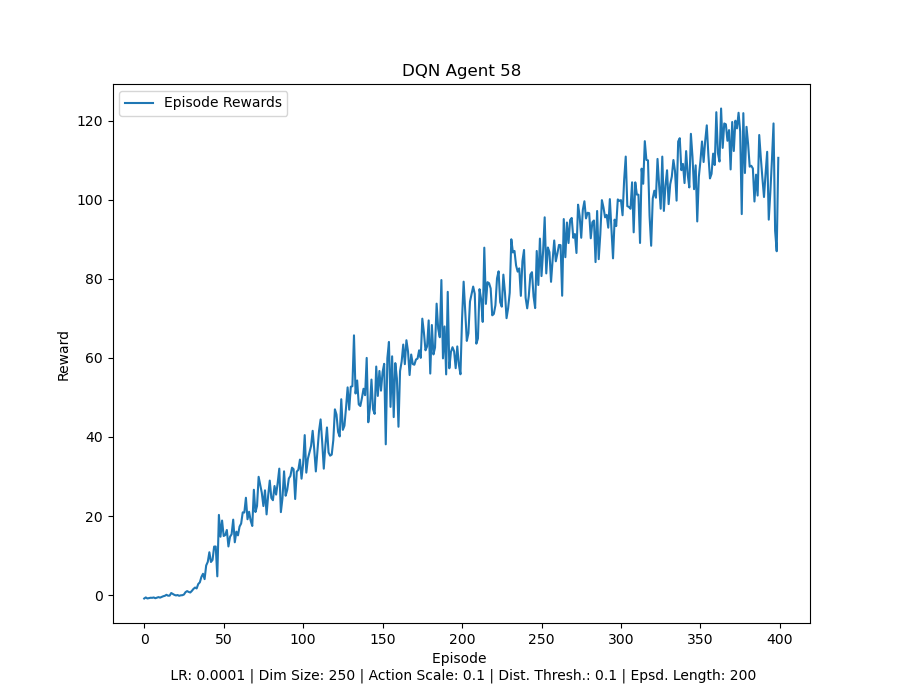 DQN Agent 58
Episode Rewards
120
100
80
60
40
20
0
Reward
0 50 100 150 200 250 300 350 400
Episode
LR: 0.0001 | Dim Size: 250 | Action Scale: 0.1 | Dist. Thresh.: 0.1 | Epsd. Length: 200